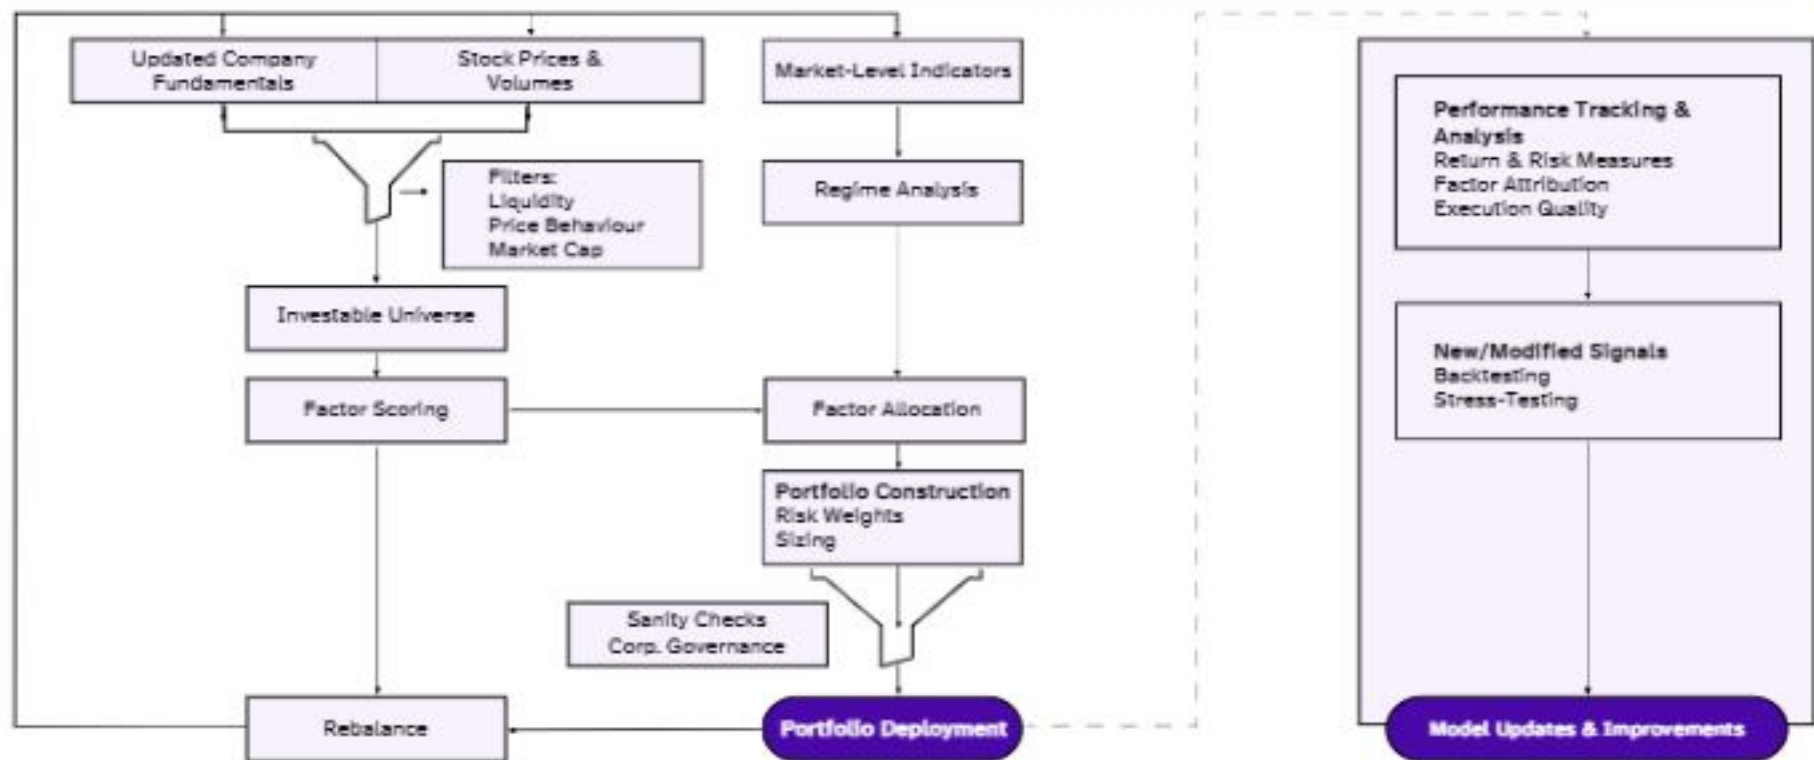 Updated Company
Fundamentals
Stock Prices &
Volumes
Market-Level Indicators
Filters:
Liquidity
Price Behaviour
Market Cap
Regime Analysis
Investable Universe
Factor Scoring
Factor Allocation
Portfolio Construction
Risk Weights
Sizing
Sanity Checks
Corp. Governance
Rebalance
Portfolio Deployment
Performance Tracking &
Analysis
Return & Risk Measures
Factor Attribution
Execution Quality
New/Modified Signals
Backtesting
Stress-Testing
Model Updates & Improvements